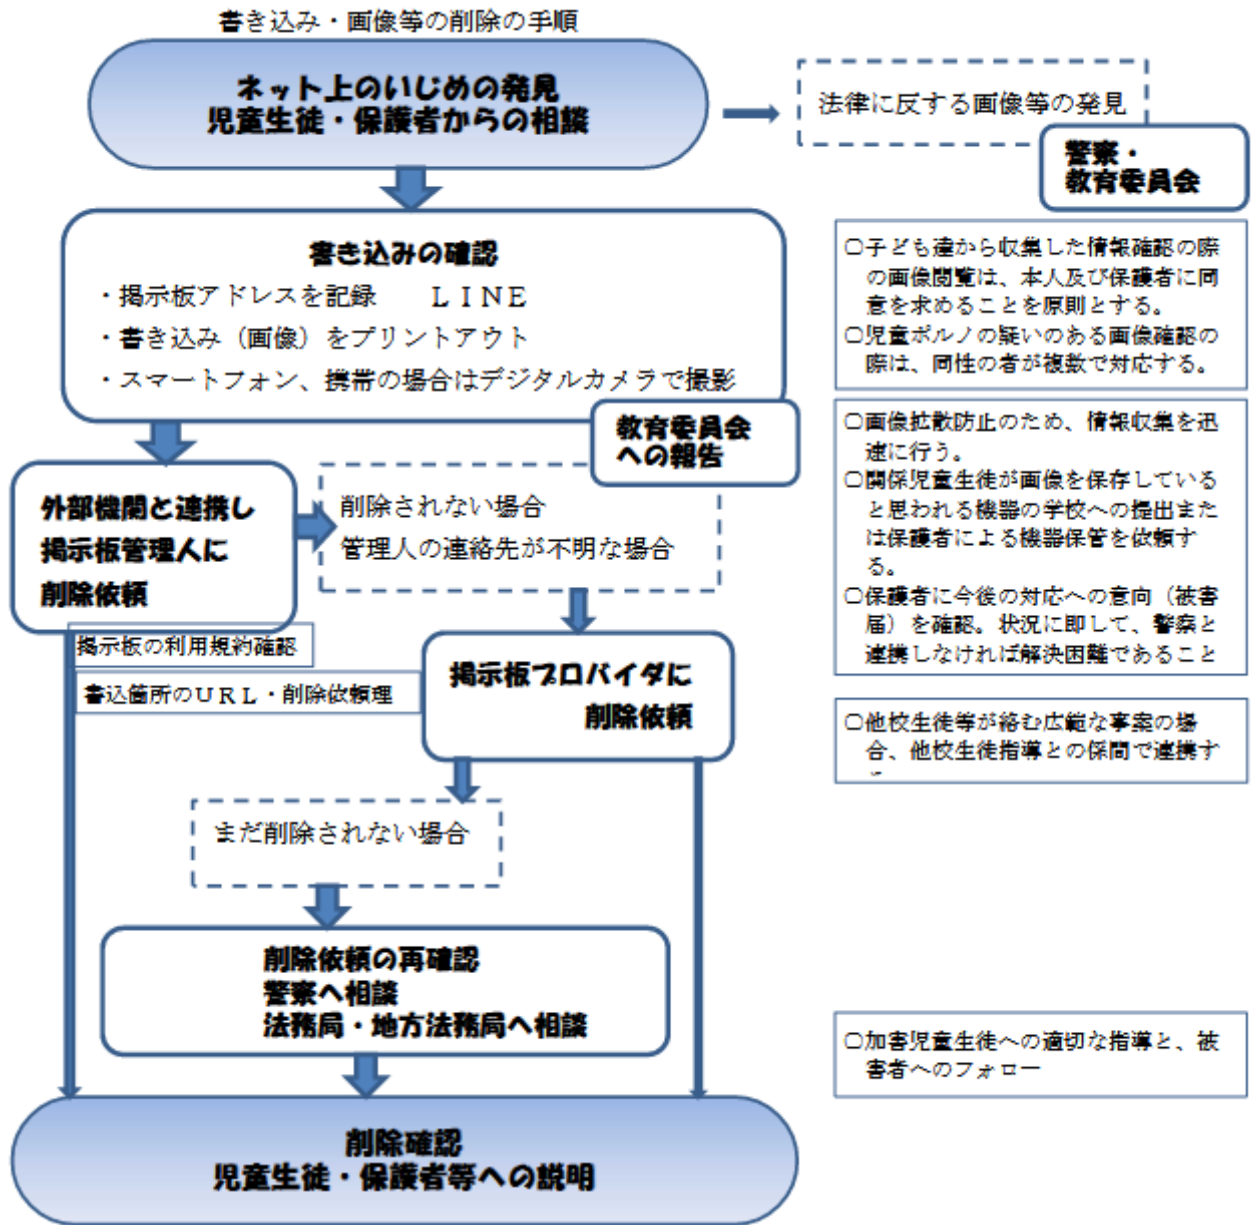 書き込み・画像等の削除の手順
ネット上のいじめの発見
児童生徒・保護者からの相談
法律に反する画像等の発見
警察・
教育委員会
書き込みの確認
・掲示板アドレスを記録　　ＬＩＮＥ
・書き込み（画像）をプリントアウト
・スマートフォン、携帯の場合はデジタルカメラで撮影
教育委員会
への報告
〇子ども達から収集した情報確認の際
の画像閲覧は、本人及び保護者に同
意を求めることを原則とする。
〇児童ポルノの疑いのある画像確認の
際は、同性の者が複数で対応する。
外部機関と連携し
掲示板管理人に
削除依頼
削除されない場合
管理人の連絡先が不明な場合
〇画像拡散防止のため、情報収集を迅
速に行う。
〇関係児童生徒が画像を保存している
と思われる機器の学校への提出また
は保護者による機器保管を依頼す
る。
〇保護者に今後の対応への意向（被害
届）を確認。状況に即して、警察と
連携しなければ解決困難であること
掲示板の利用規約確認
書込箇所のＵＲＬ・削除依頼理
掲示板プロバイダに
削除依頼
〇他校生徒等が絡む広範な事案の場
合、他校生徒指導との係間で連携す
まだ削除されない場合
削除依頼の再確認
警察へ相談
法務局・地方法務局へ相談
〇加害児童生徒への適切な指導と、被
害者へのフォロー
削除確認
児童生徒・保護者等への説明